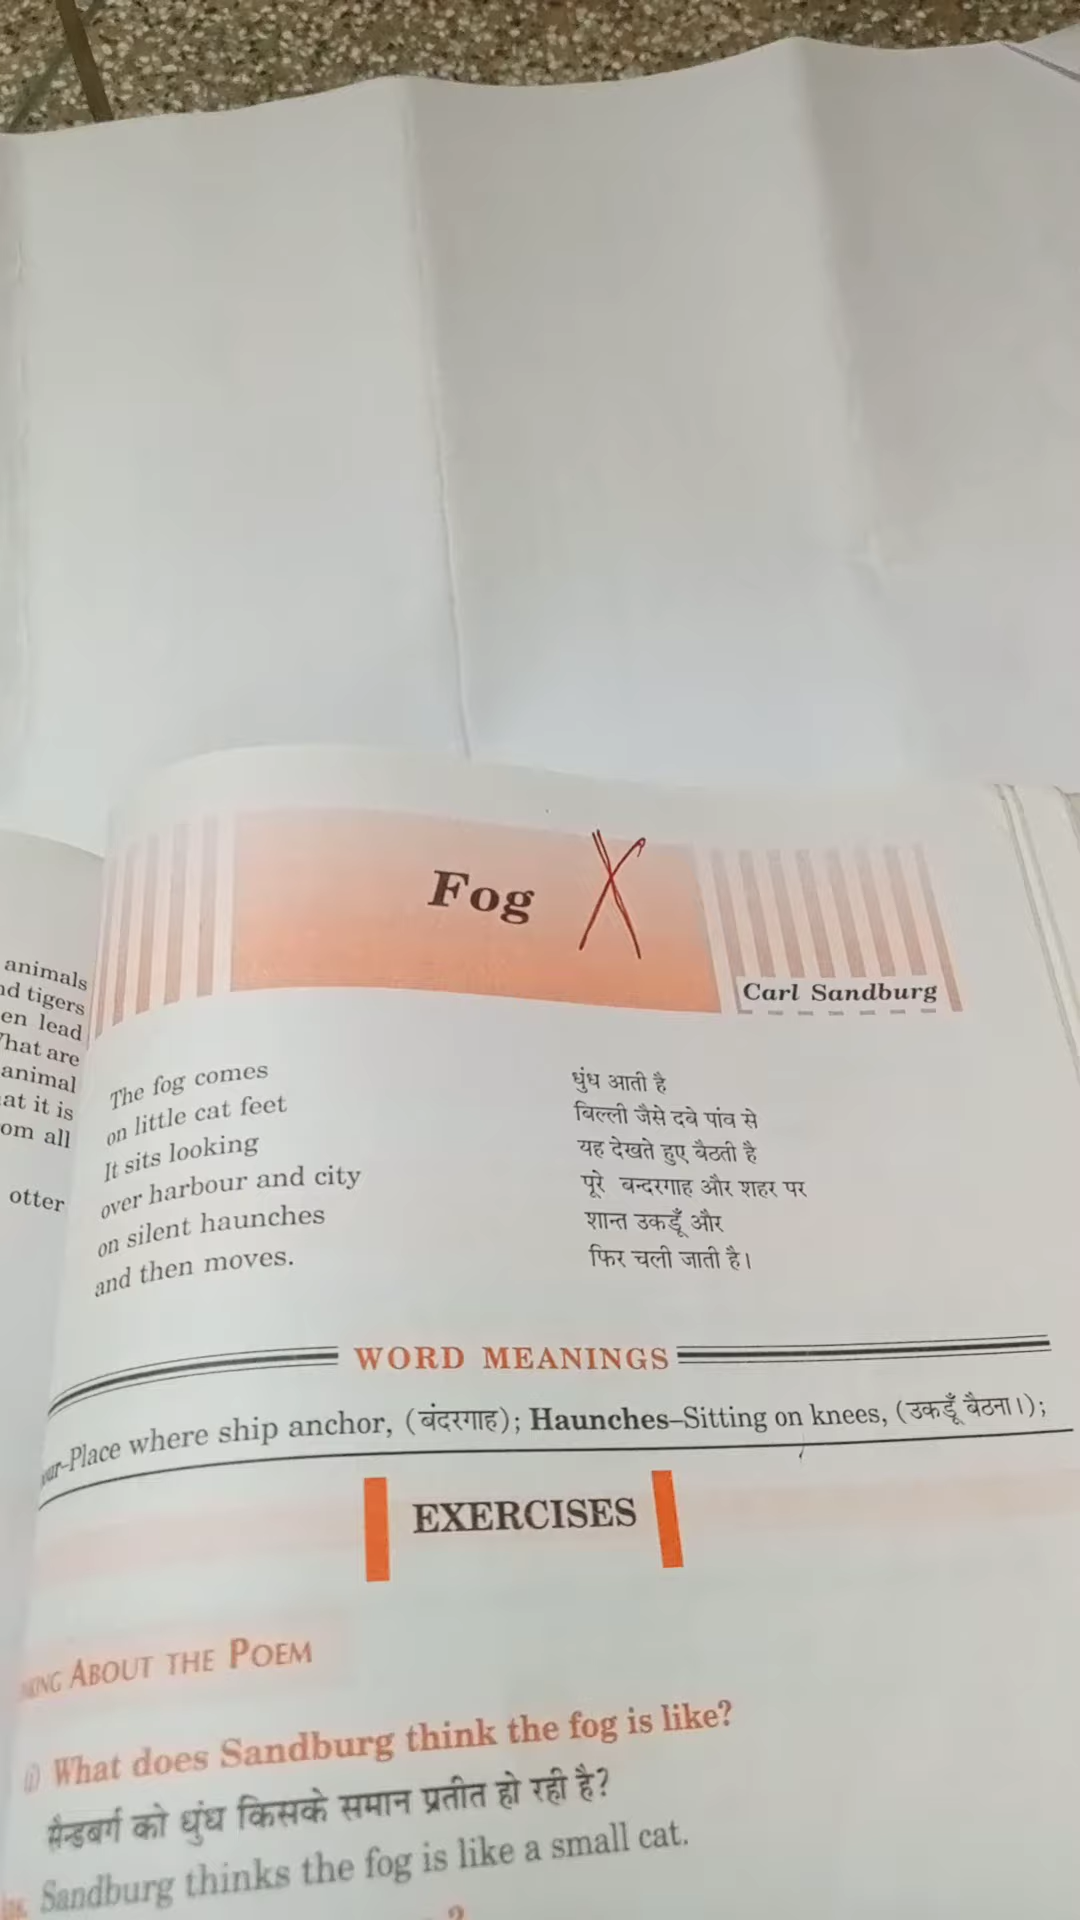 animals
tigers
lead
are
animal
at it is
om all
otter
Fog
Carl Sandburg
The fog comes
on little cat feet
It sits looking
over harbour and city
on silent haunches
and then moves.
धुंध आती है
बिल्ली जैसे दबे पांव से
यह देखते हुए बैठती है
पूरे बन्दरगाह और शहर पर
शान्त उकड़ूँ और
फिर चली जाती है।
WORD MEANINGS
Place where ship anchor, (बंदरगाह); Haunches–Sitting on knees, (उकड़ूँ बैठना।);
EXERCISES
ABOUT THE POEM
(i) What does Sandburg think the fog is like?
सैन्डबर्ग को धुंध किसके समान प्रतीत हो रही है?
Sandburg thinks the fog is like a small cat.